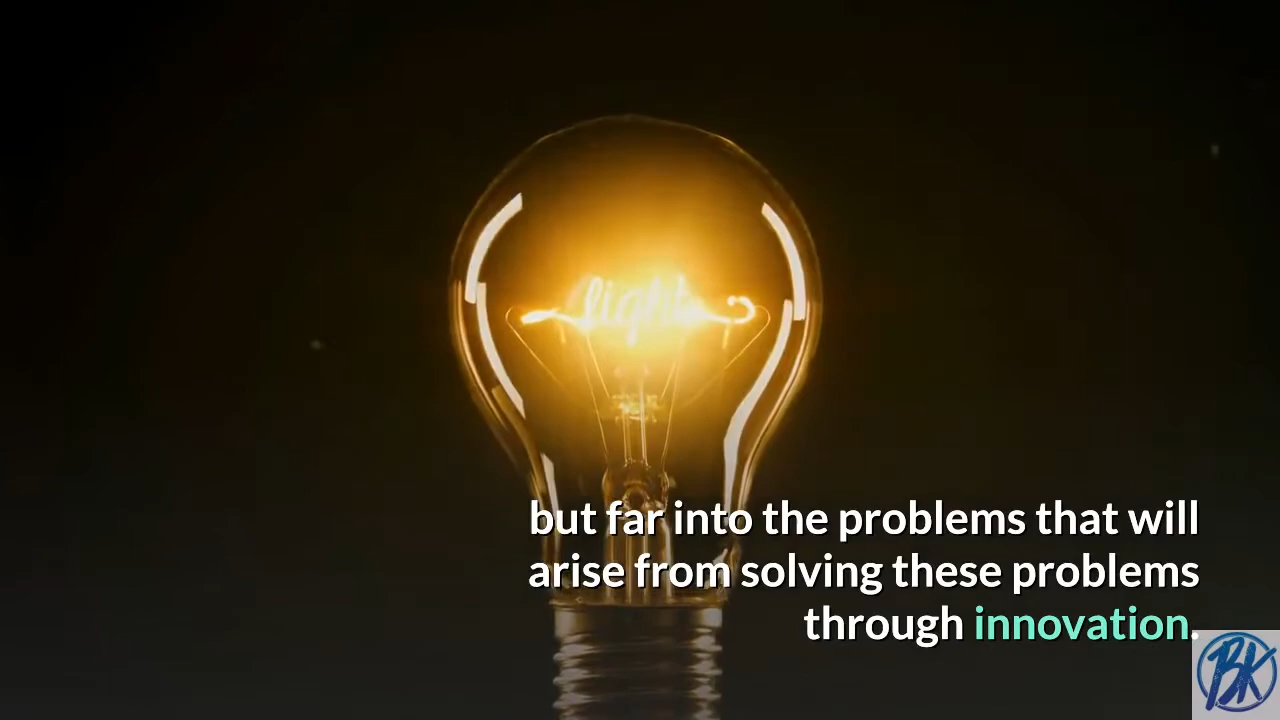 light
but far into the problems that will
arise from solving these problems
through innovation.
BK